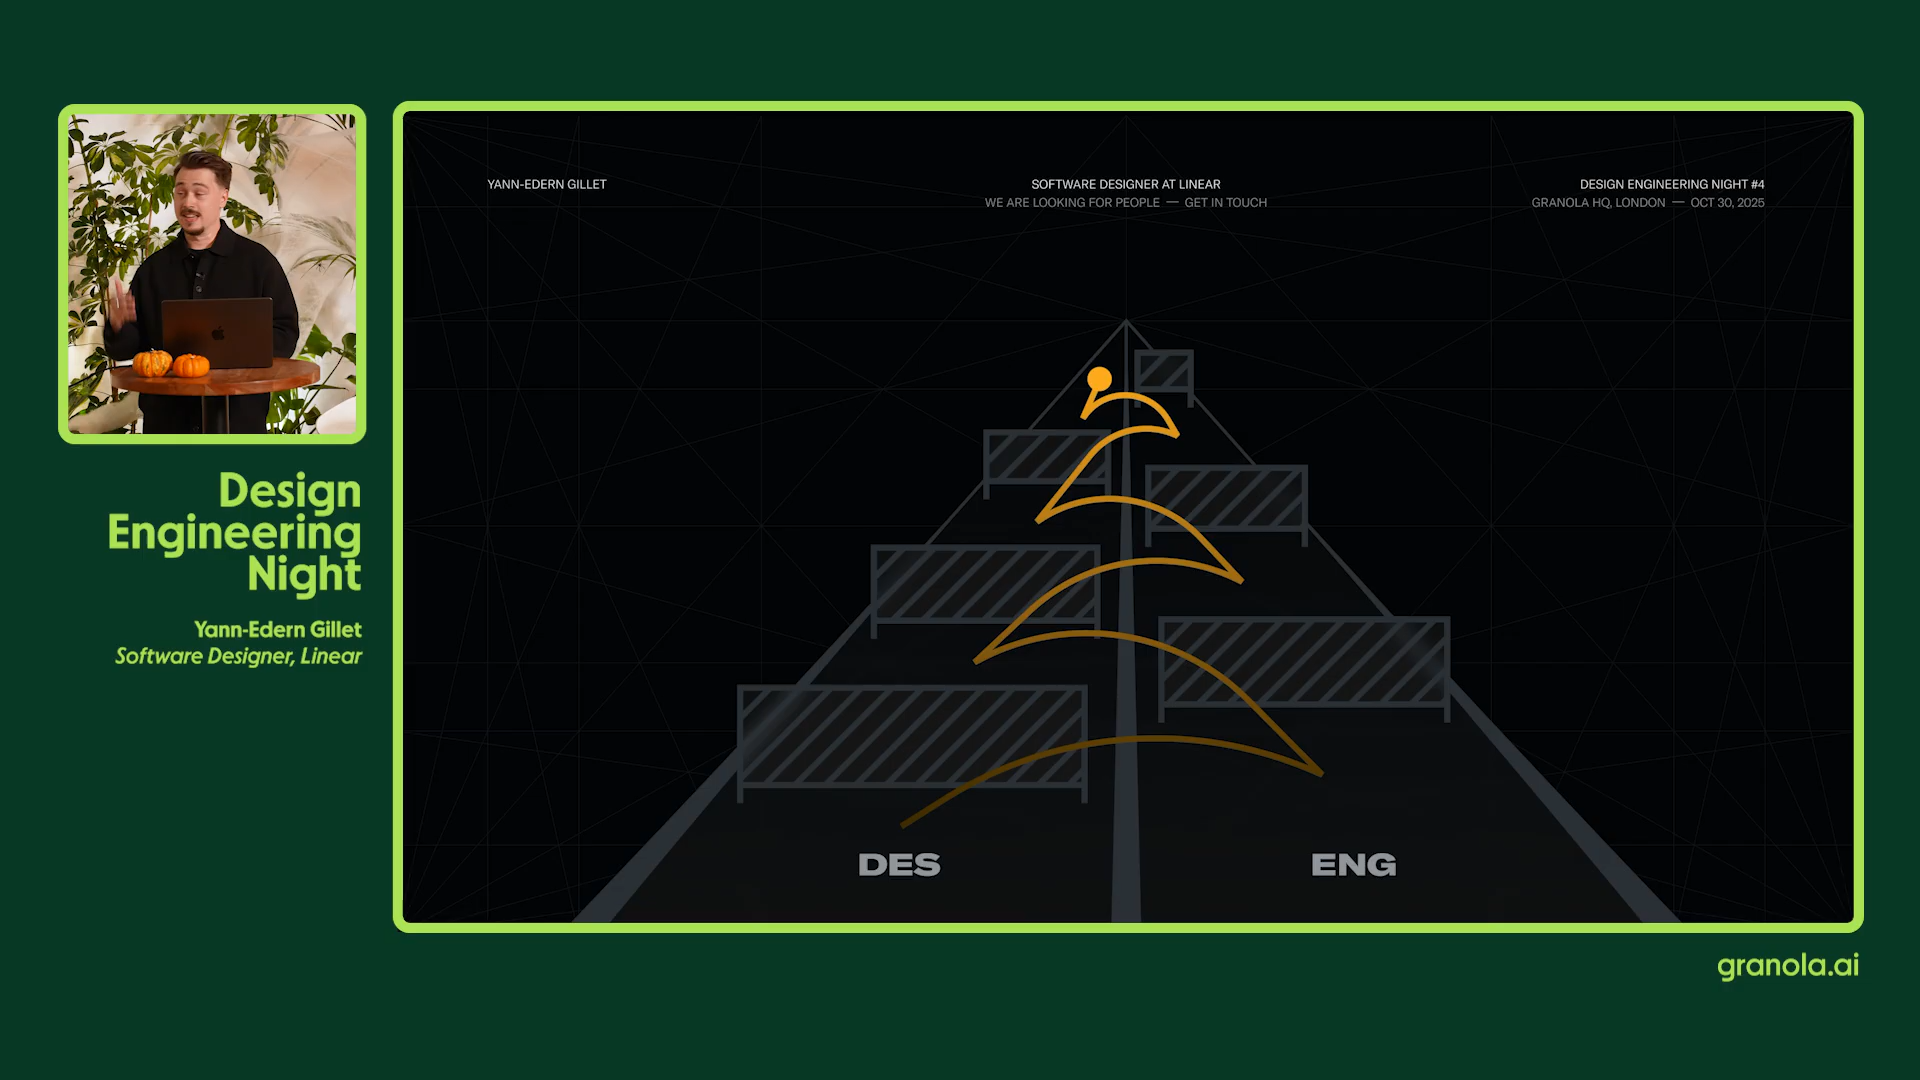 YANN-EDERN GILLET
SOFTWARE DESIGNER AT LINEAR
WE ARE LOOKING FOR PEOPLE — GET IN TOUCH
DESIGN ENGINEERING NIGHT #4
GRANOLA HQ, LONDON — OCT 30, 2025
Design
Engineering
Night
Yann-Edern Gillet
Software Designer, Linear
DES
ENG
granola.ai